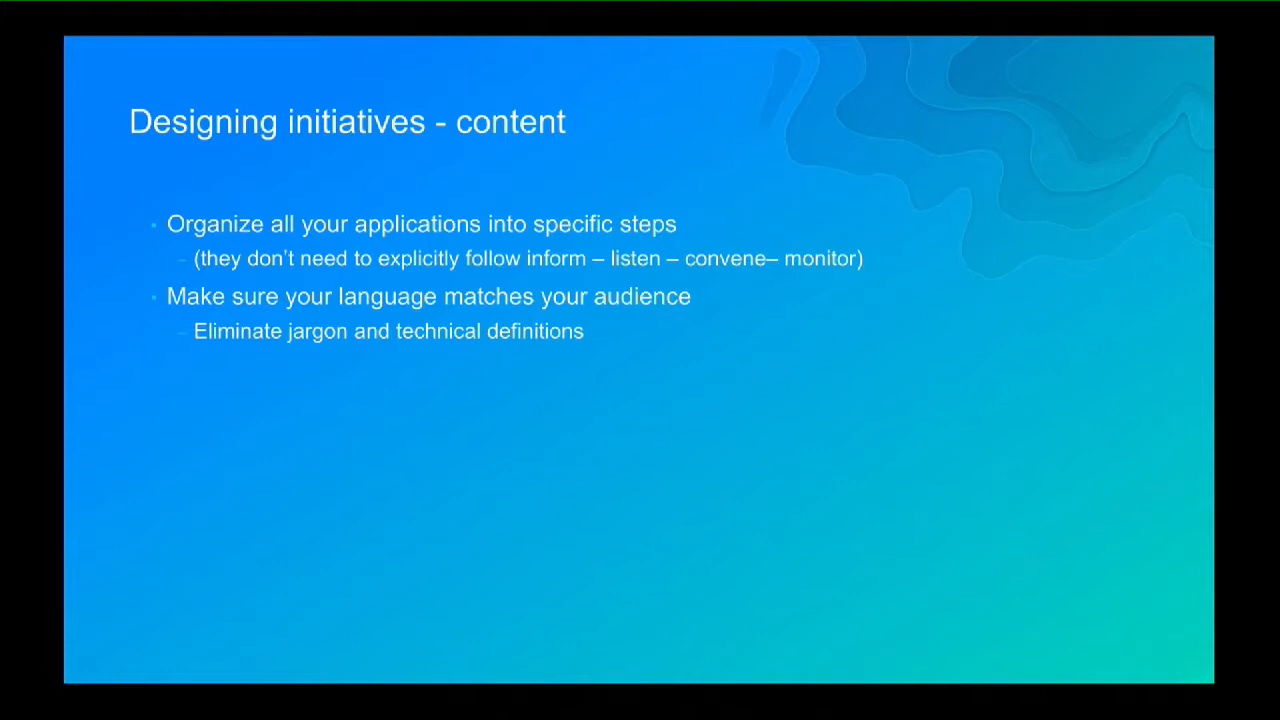 Designing initiatives - content
Organize all your applications into specific steps
(they don't need to explicitly follow inform – listen – convene– monitor)
Make sure your language matches your audience
Eliminate jargon and technical definitions